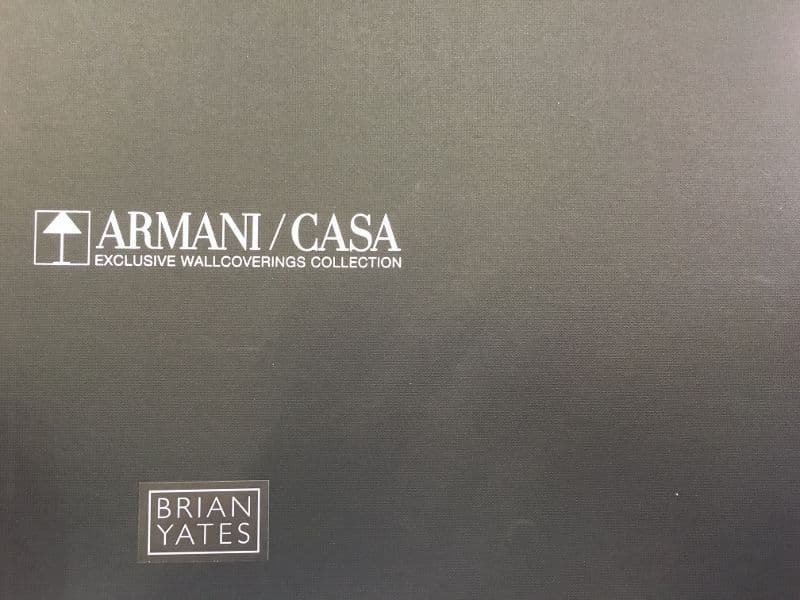 ARMANI / CASA
EXCLUSIVE WALLCOVERINGS COLLECTION
BRIAN
YATES